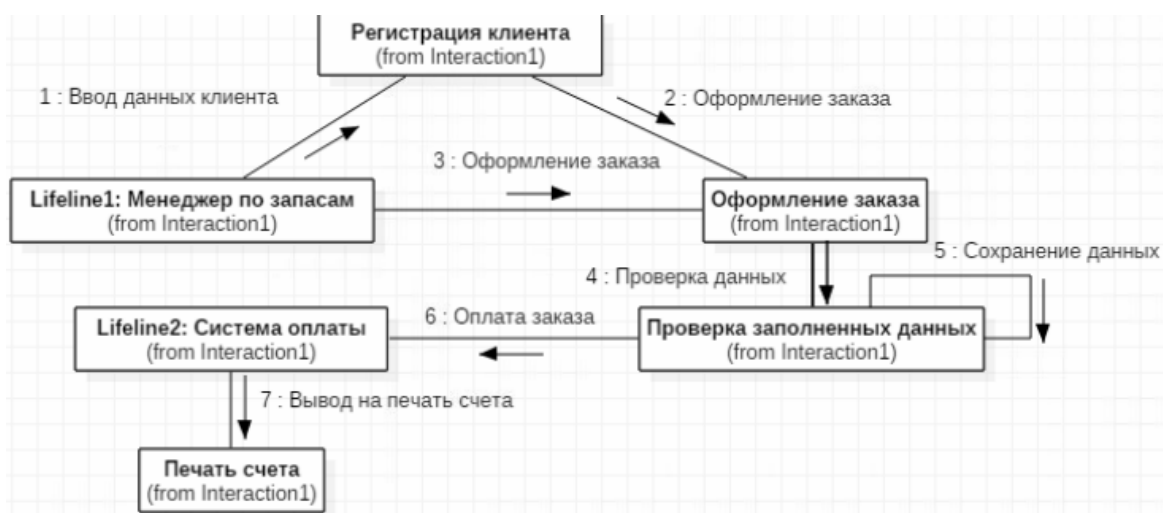 Регистрация клиента
(from Interaction1)
1 : Ввод данных клиента
2 : Оформление заказа
3 : Оформление заказа
Lifeline1: Менеджер по запасам
(from Interaction1)
Оформление заказа
(from Interaction1)
4 : Проверка данных
5 : Сохранение данных
Lifeline2: Система оплаты
(from Interaction1)
6 : Оплата заказа
Проверка заполненных данных
(from Interaction1)
7 : Вывод на печать счета
Печать счета
(from Interaction1)